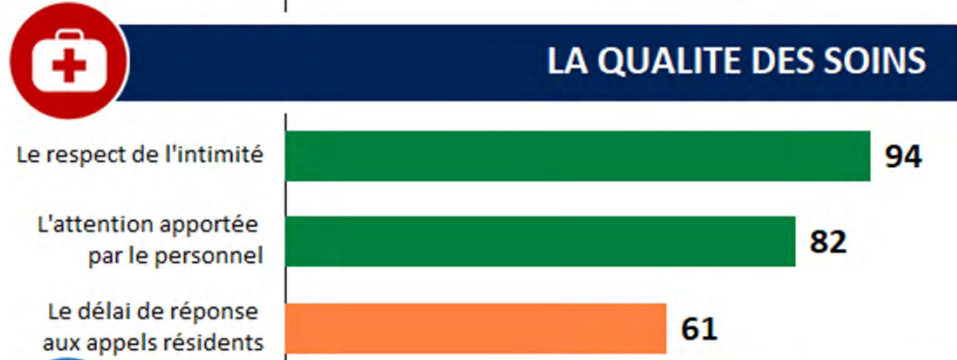 LA QUALITE DES SOINS
Le respect de l'intimité
94
L'attention apportée
par le personnel
82
Le délai de réponse
aux appels résidents
61